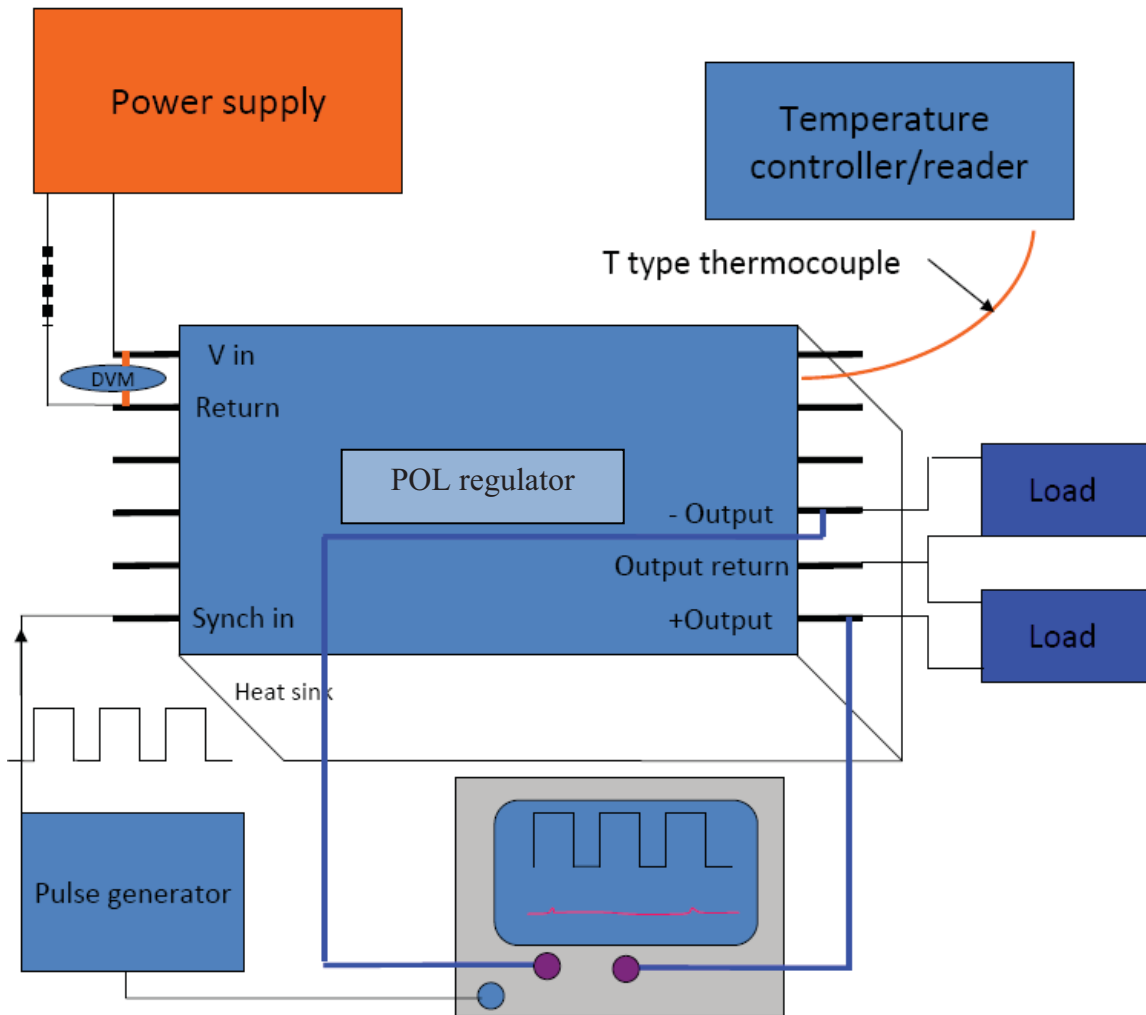 Power supply
Temperature
controller/reader
T type thermocouple
V in
DVM
Return
POL regulator
- Output
Load
Output return
Synch in
+Output
Load
Heat sink
Pulse generator